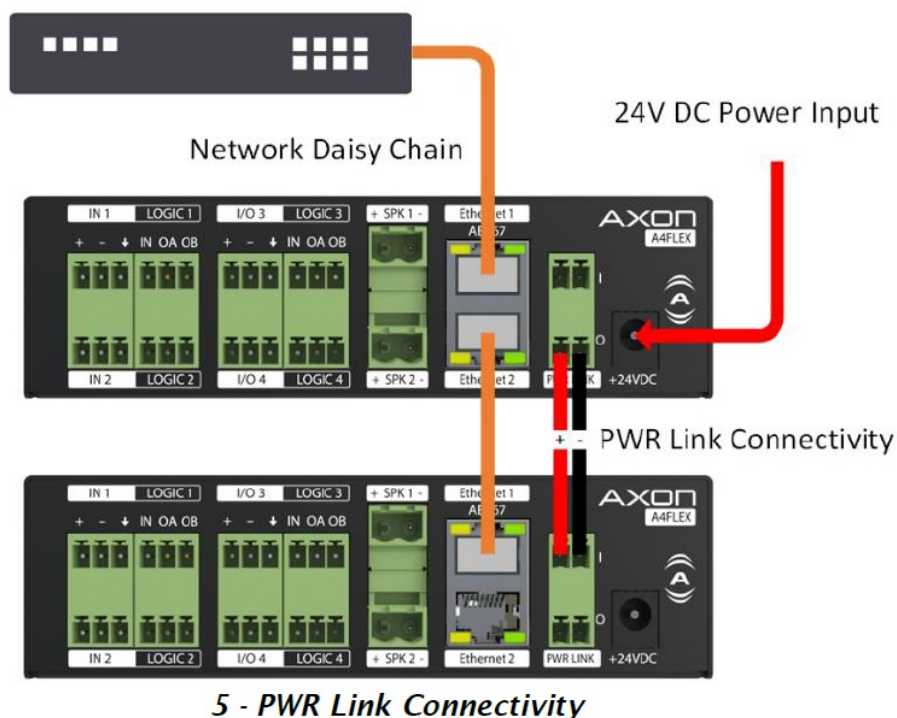 24V DC Power Input
Network Daisy Chain
IN 1 LOGIC 1 I/O 3 LOGIC 3 + SPK 1 - Ethernet 1 AXON
A4FLEX
+ - ↓ IN OA OB + - ↓ IN OA OB
I
A
O
IN 2 LOGIC 2 I/O 4 LOGIC 4 + SPK 2 - Ethernet 2 PWR LINK +24VDC
+ - PWR Link Connectivity
IN 1 LOGIC 1 I/O 3 LOGIC 3 + SPK 1 - Ethernet 1 AXON
A4FLEX
+ - ↓ IN OA OB + - ↓ IN OA OB
I
A
O
IN 2 LOGIC 2 I/O 4 LOGIC 4 + SPK 2 - Ethernet 2 PWR LINK +24VDC
5 - PWR Link Connectivity